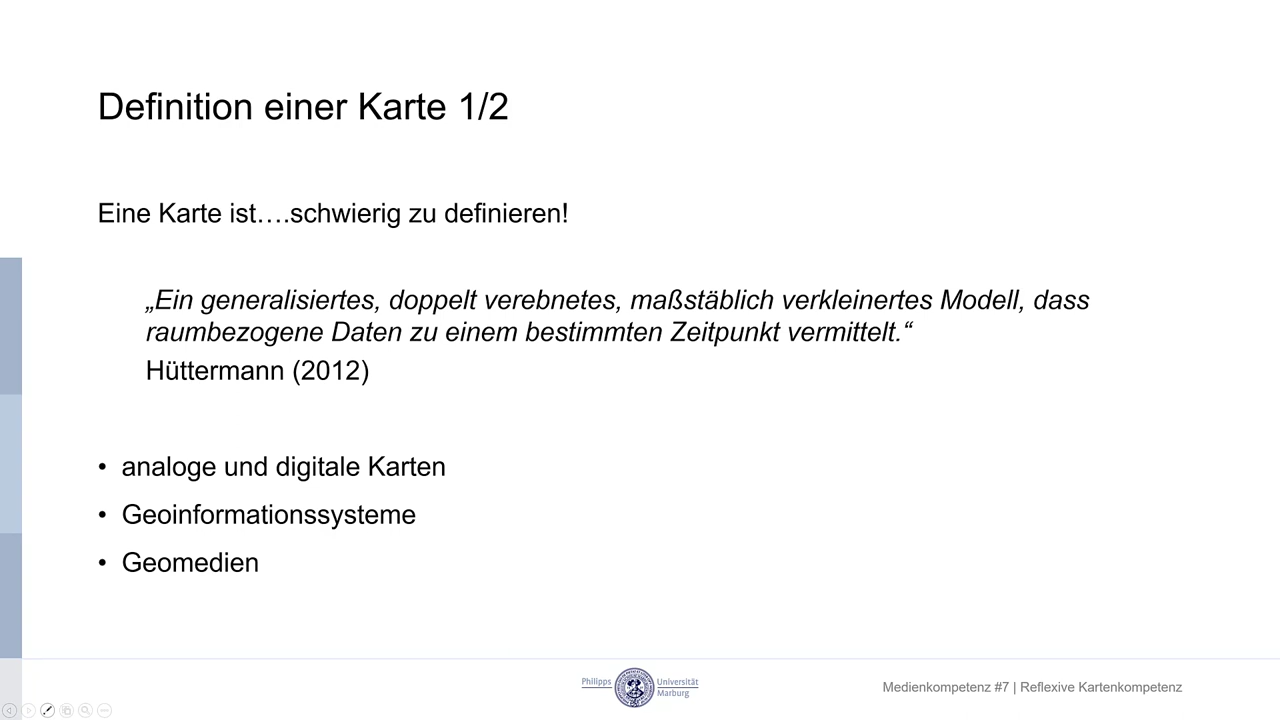 Definition einer Karte 1/2
Eine Karte ist….schwierig zu definieren!
„Ein generalisiertes, doppelt verebnetes, maßstäblich verkleinertes Modell, dass
raumbezogene Daten zu einem bestimmten Zeitpunkt vermittelt.“
Hüttermann (2012)
• analoge und digitale Karten
• Geoinformationssysteme
• Geomedien
Philipps Universität
Marburg
Medienkompetenz #7 | Reflexive Kartenkompetenz